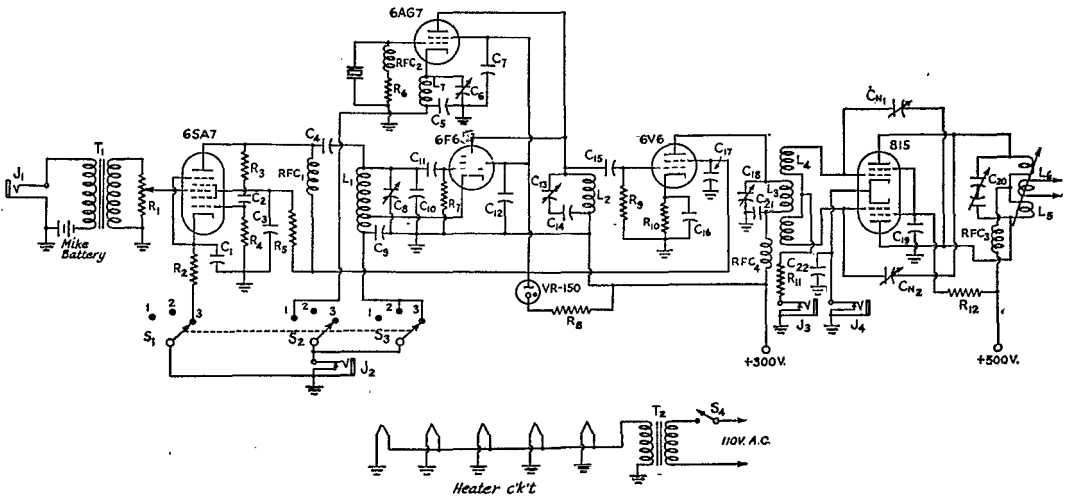 6AG7
RFC2
R6
L7
C6
C7
C5
T1
J1
Mike
Battery
R1
6SA7
R3
C2
C3
R4
R5
C1
R2
C4
RFC1
L1
C8
C10
C11
R7
C9
6F6
C12
C13
C14
L2
C15
R9
6V6
R10
C16
C17
C18
C21
L3
L4
RFC4
R11
C22
J3
J4
CN1
815
C19
CN2
R12
C20
RFC3
L6
L5
VR-150
R8
+300V.
+500V.
1 2 3
S1
1 2 3
S2
1 2 3
S3
J2
T2
S4
110V. A.C.
Heater c'k't